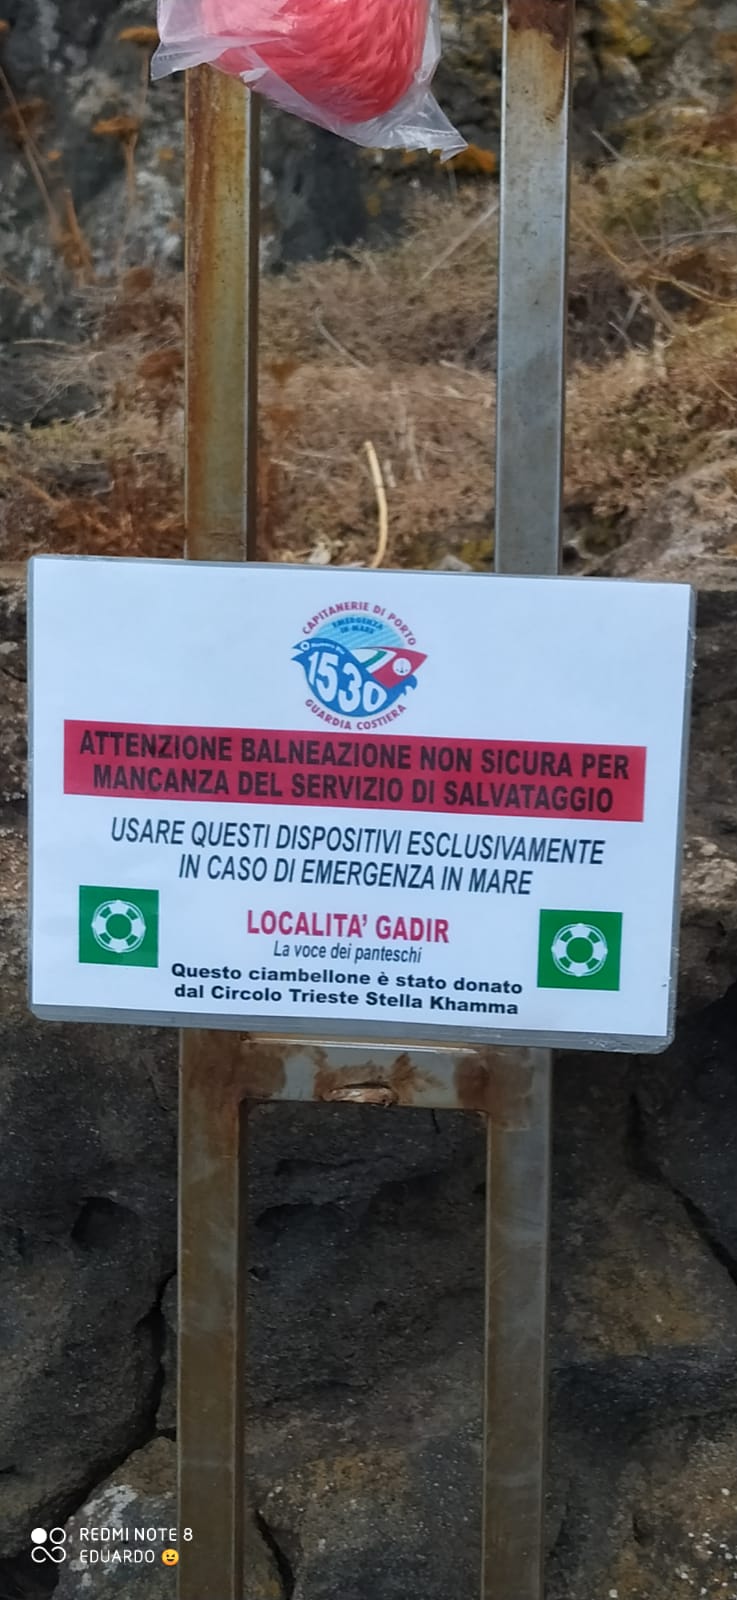 CAPITANERIE DI PORTO
EMERGENZA
IN MARE
1530
GUARDIA COSTIERA
ATTENZIONE BALNEAZIONE NON SICURA PER
MANCANZA DEL SERVIZIO DI SALVATAGGIO
USARE QUESTI DISPOSITIVI ESCLUSIVAMENTE
IN CASO DI EMERGENZA IN MARE
LOCALITA' GADIR
La voce dei panteschi
Questo ciambellone è stato donato
dal Circolo Trieste Stella Khamma
REDMI NOTE 8
EDUARDO 😆